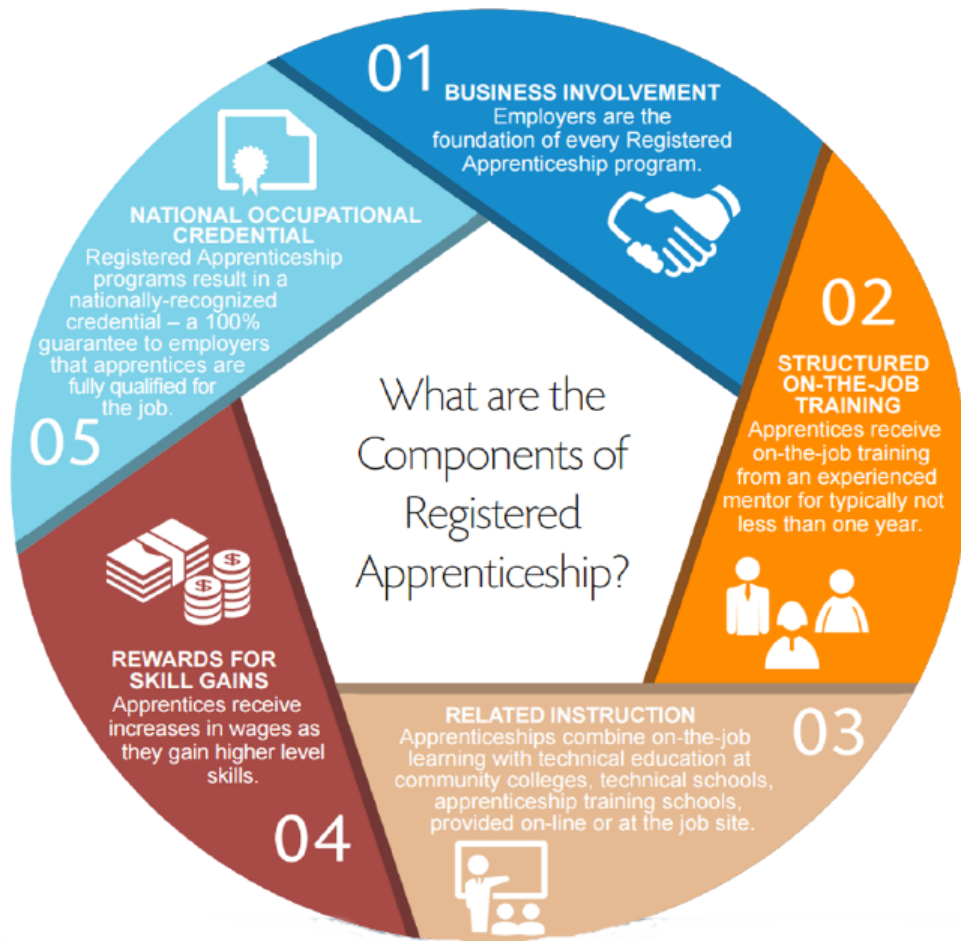 What are the
Components of
Registered
Apprenticeship?
01
BUSINESS INVOLVEMENT
Employers are the
foundation of every Registered
Apprenticeship program.
02
STRUCTURED
ON-THE-JOB
TRAINING
Apprentices receive
on-the-job training
from an experienced
mentor for typically not
less than one year.
03
RELATED INSTRUCTION
Apprenticeships combine on-the-job
learning with technical education at
community colleges, technical schools,
apprenticeship training schools,
provided on-line or at the job site.
04
REWARDS FOR
SKILL GAINS
Apprentices receive
increases in wages as
they gain higher level
skills.
$
$
05
NATIONAL OCCUPATIONAL
CREDENTIAL
Registered Apprenticeship
programs result in a
nationally-recognized
credential – a 100%
guarantee to employers
that apprentices are
fully qualified for
the job.